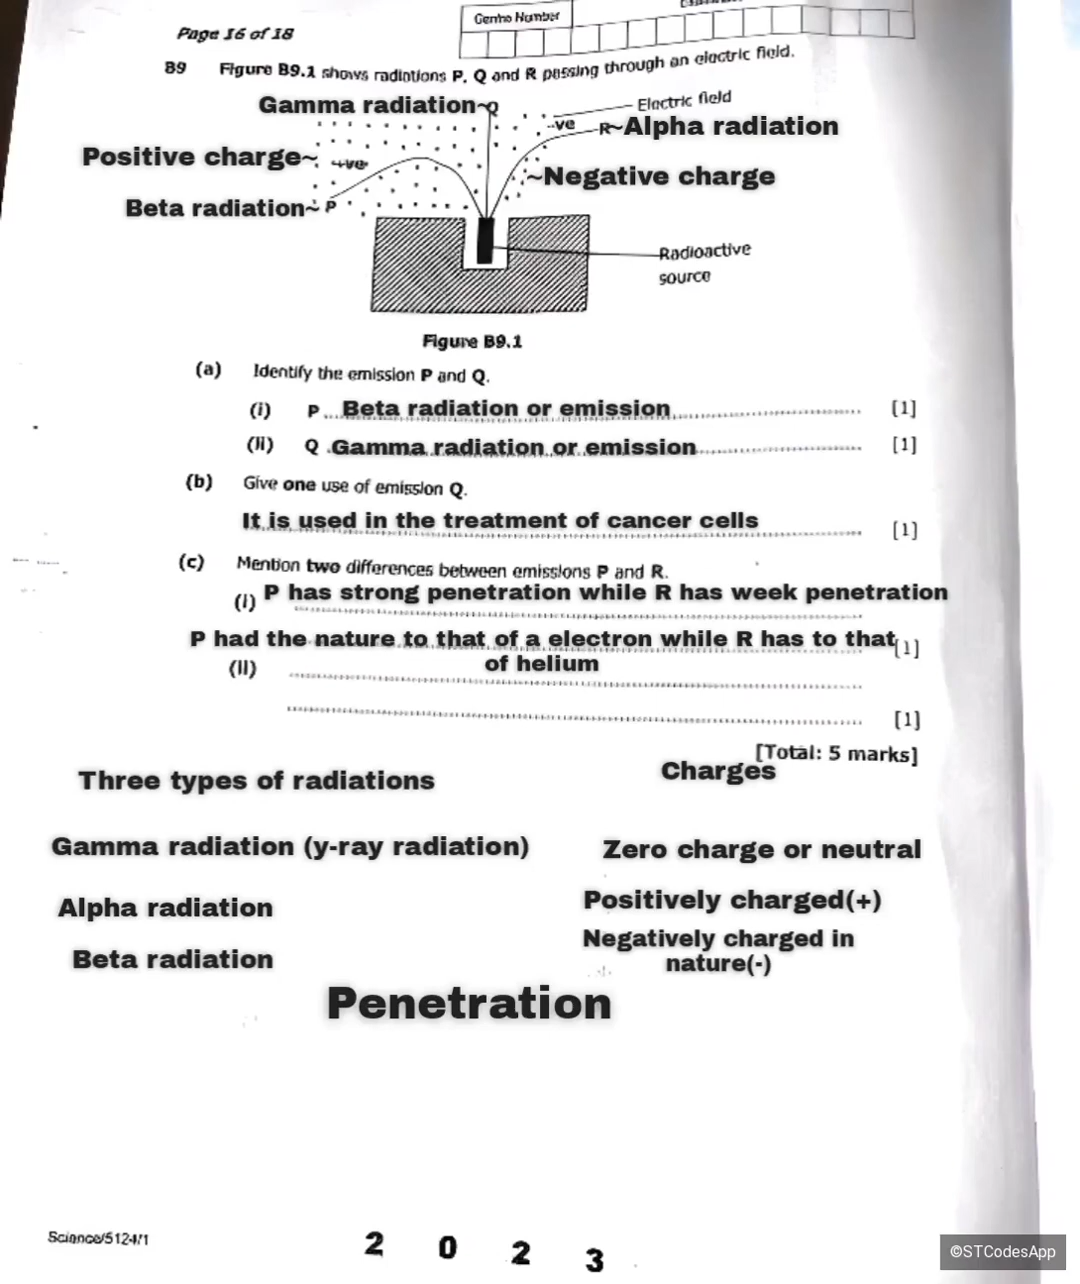 Centre Number
Page 16 of 18
B9 Figure B9.1 shows radiations P, Q and R passing through an electric field.
Gamma radiation~Q
Electric field
-ve R~Alpha radiation
Positive charge~ +ve
~Negative charge
Beta radiation~ P
Radioactive
source
Figure B9.1
(a) Identify the emission P and Q.
(i) P Beta radiation or emission [1]
(ii) Q Gamma radiation or emission [1]
(b) Give one use of emission Q.
It is used in the treatment of cancer cells [1]
(c) Mention two differences between emissions P and R.
(i) P has strong penetration while R has week penetration
P had the nature to that of a electron while R has to that [1]
(ii) of helium
[1]
[Total: 5 marks]
Three types of radiations Charges
Gamma radiation (y-ray radiation) Zero charge or neutral
Alpha radiation Positively charged(+)
Beta radiation Negatively charged in
nature(-)
Penetration
Science/5124/1
2 0 2 3
©STCodesApp